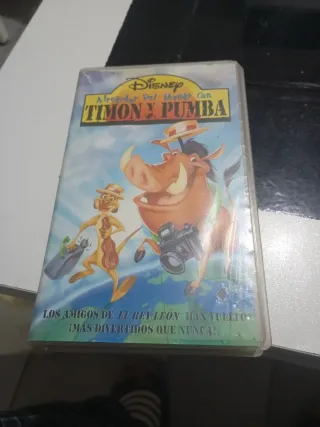 Disney
Alrededor Del Mundo Con
TIMON Y PUMBA
LOS AMIGOS DE EL REY LEÓN HAN VUELTO
¡MÁS DIVERTIDOS QUE NUNCA!